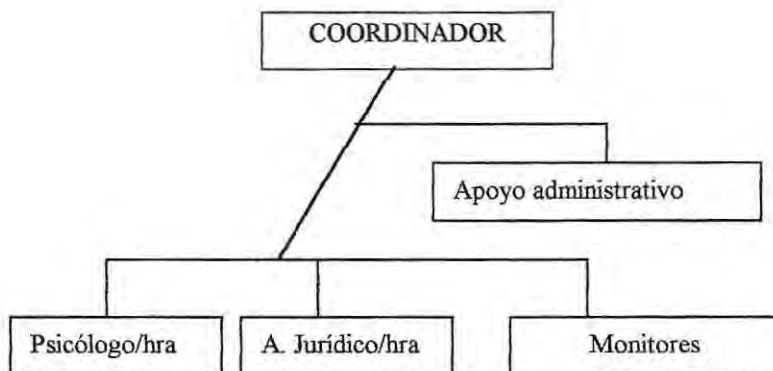 COORDINADOR
Apoyo administrativo
Psicólogo/hra
A. Jurídico/hra
Monitores